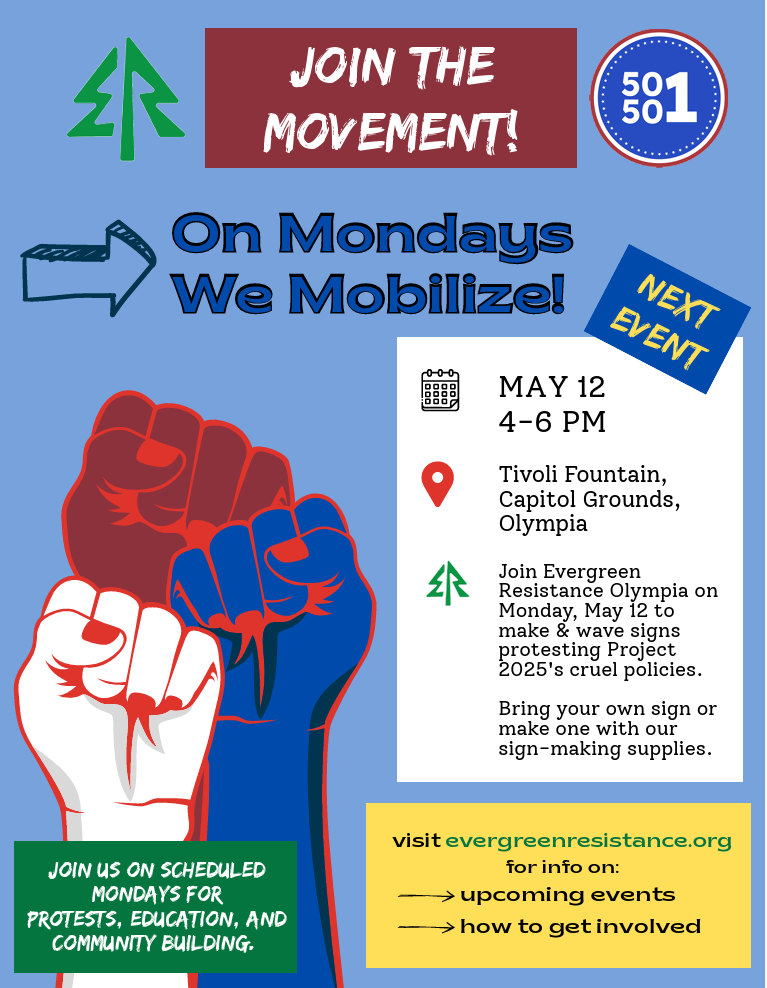 ER
JOIN THE
MOVEMENT!
50
50
1
On Mondays
We Mobilize!
NEXT
EVENT
MAY 12
4-6 PM
Tivoli Fountain,
Capitol Grounds,
Olympia
Join Evergreen
Resistance Olympia on
Monday, May 12 to
make & wave signs
protesting Project
2025's cruel policies.
Bring your own sign or
make one with our
sign-making supplies.
JOIN US ON SCHEDULED
MONDAYS FOR
PROTESTS, EDUCATION, AND
COMMUNITY BUILDING.
visit evergreenresistance.org
for info on:
upcoming events
how to get involved